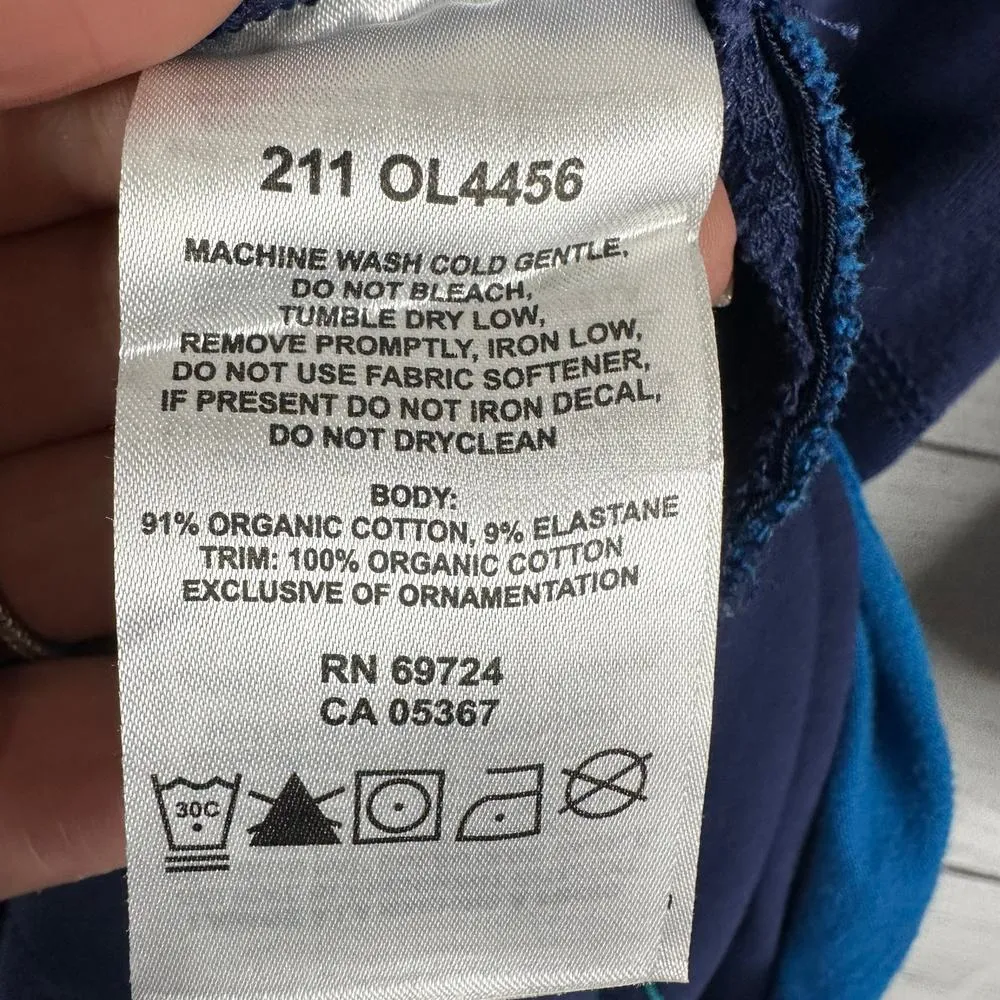 211 OL4456
MACHINE WASH COLD GENTLE,
DO NOT BLEACH,
TUMBLE DRY LOW,
REMOVE PROMPTLY, IRON LOW,
DO NOT USE FABRIC SOFTENER,
IF PRESENT DO NOT IRON DECAL,
DO NOT DRYCLEAN
BODY:
91% ORGANIC COTTON, 9% ELASTANE
TRIM: 100% ORGANIC COTTON
EXCLUSIVE OF ORNAMENTATION
RN 69724
CA 05367
30C